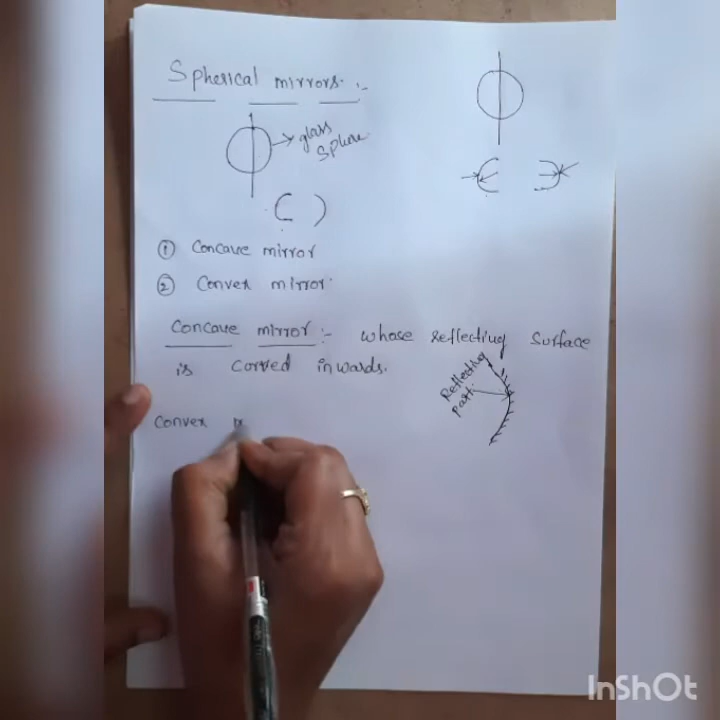 Spherical mirrors :-
glass
sphere
① Concave mirror
② Convex mirror
Concave mirror :- whose reflecting surface
is corved inwards.
Reflecting
part.
Convex
InShOt